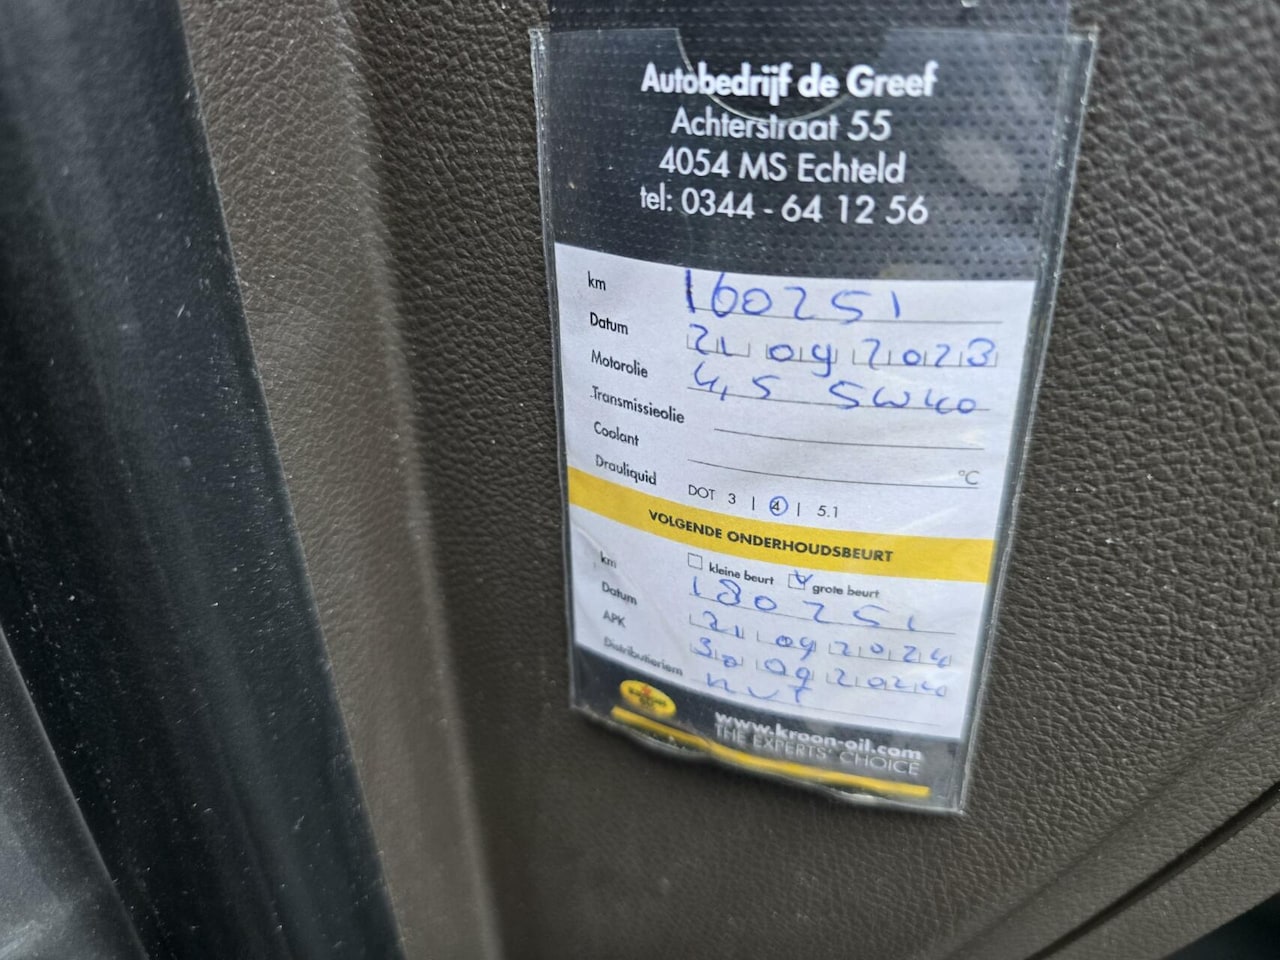 Autobedrijf de Greef
Achterstraat 55
4054 MS Echteld
tel: 0344 - 64 12 56
km 160251
Datum 21 09 2023
Motorolie 4,5 5W40
Transmissieolie
Coolant °C
Drauliquid DOT 3 | 4 | 5.1
VOLGENDE ONDERHOUDSBEURT
kleine beurt grote beurt
km 180251
Datum 21 09 2024
APK 30 09 2024
Distributieriem nvt
www.kroon-oil.com
THE EXPERTS' CHOICE